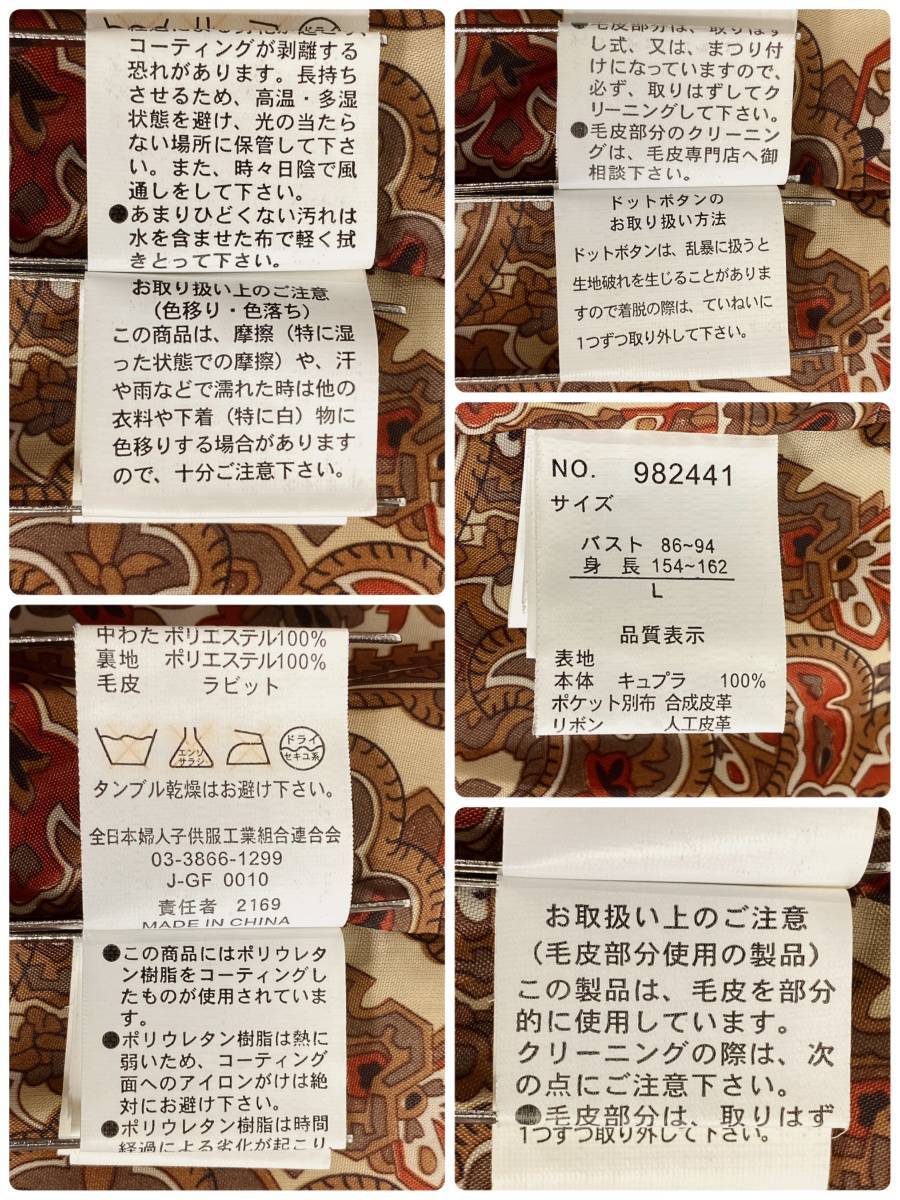 コーティングが剥離する
恐れがあります。長持ち
させるため、高温・多湿
状態を避け、光の当たら
ない場所に保管して下さ
い。また、時々日陰で風
通しをして下さい。
●あまりひどくない汚れは
水を含ませた布で軽く拭
きとって下さい。
お取り扱い上のご注意
(色移り・色落ち)
この商品は、摩擦(特に湿
った状態での摩擦)や、汗
や雨などで濡れた時は他の
衣料や下着(特に白)物に
色移りする場合があります
ので、十分ご注意下さい。
●毛皮部分は、取りはず
し式、又は、まつり付
けになっていますので、
必ず、取りはずしてク
リーニングして下さい。
●毛皮部分のクリーニン
グは、毛皮専門店へ御
相談下さい。
ドットボタンの
お取り扱い方法
ドットボタンは、乱暴に扱うと
生地破れを生じることがありま
すので着脱の際は、ていねいに
1つずつ取り外して下さい。
NO. 982441
サイズ
バスト 86~94
身長 154~162
L
品質表示
表地
本体 キュプラ 100%
ポケット別布 合成皮革
リボン 人工皮革
中わた ポリエステル100%
裏地 ポリエステル100%
毛皮 ラビット
エンソ
サラシ
ドライ
セキユ系
タンブル乾燥はお避け下さい。
全日本婦人子供服工業組合連合会
03-3866-1299
J-GF 0010
責任者 2169
MADE IN CHINA
●この商品にはポリウレタ
ン樹脂をコーティングし
たものが使用されていま
す。
●ポリウレタン樹脂は熱に
弱いため、コーティング
面へのアイロンがけは絶
対にお避け下さい。
●ポリウレタン樹脂は時間
経過による劣化が起こり
お取扱い上のご注意
(毛皮部分使用の製品)
この製品は、毛皮を部分
的に使用しています。
クリーニングの際は、次
の点にご注意下さい。
●毛皮部分は、取りはず
1つずつ取り外して下さい。